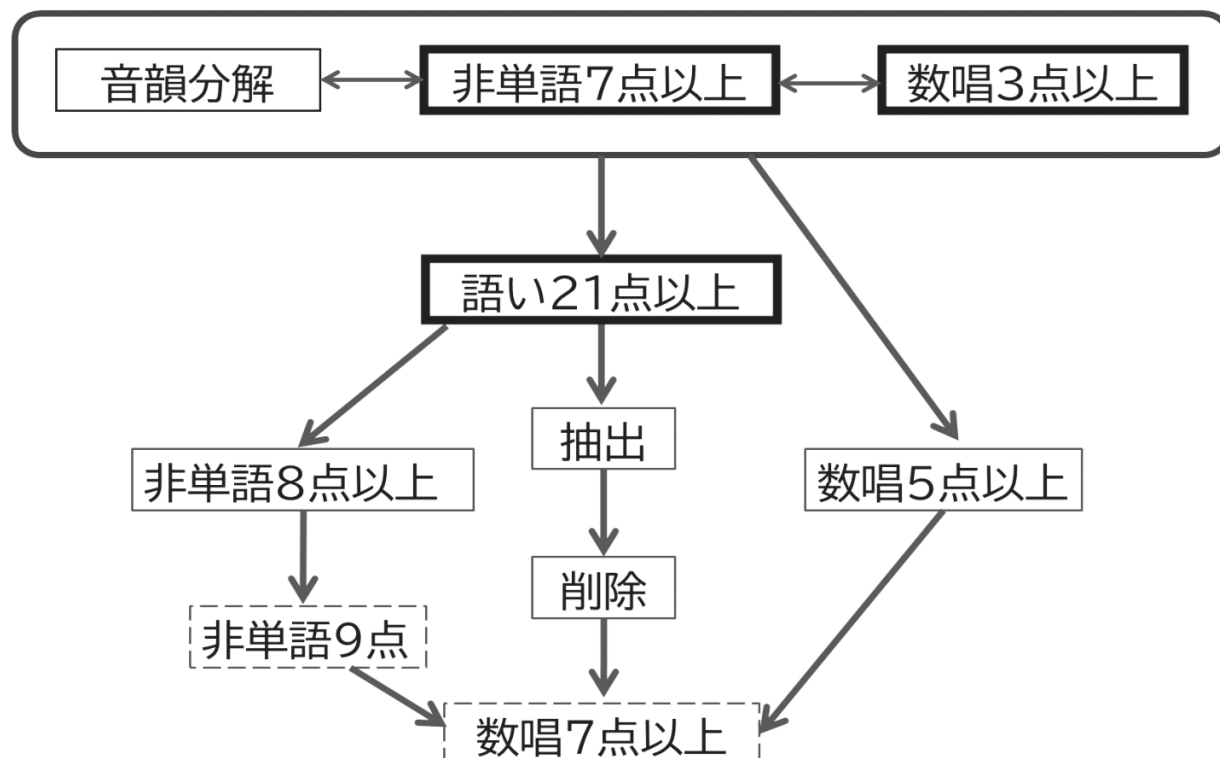 音韻分解
非単語7点以上
数唱3点以上
語い21点以上
非単語8点以上
抽出
数唱5点以上
削除
非単語9点
数唱7点以上